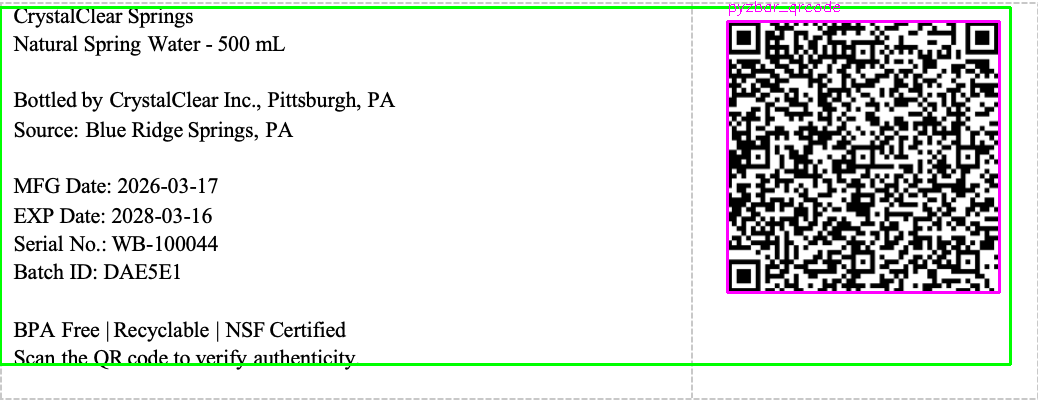 CrystalClear Springs
Natural Spring Water - 500 mL
Bottled by CrystalClear Inc., Pittsburgh, PA
Source: Blue Ridge Springs, PA
MFG Date: 2026-03-17
EXP Date: 2028-03-16
Serial No.: WB-100044
Batch ID: DAE5E1
BPA Free | Recyclable | NSF Certified
Scan the QR code to verify authenticity
pyzbar_qrcode